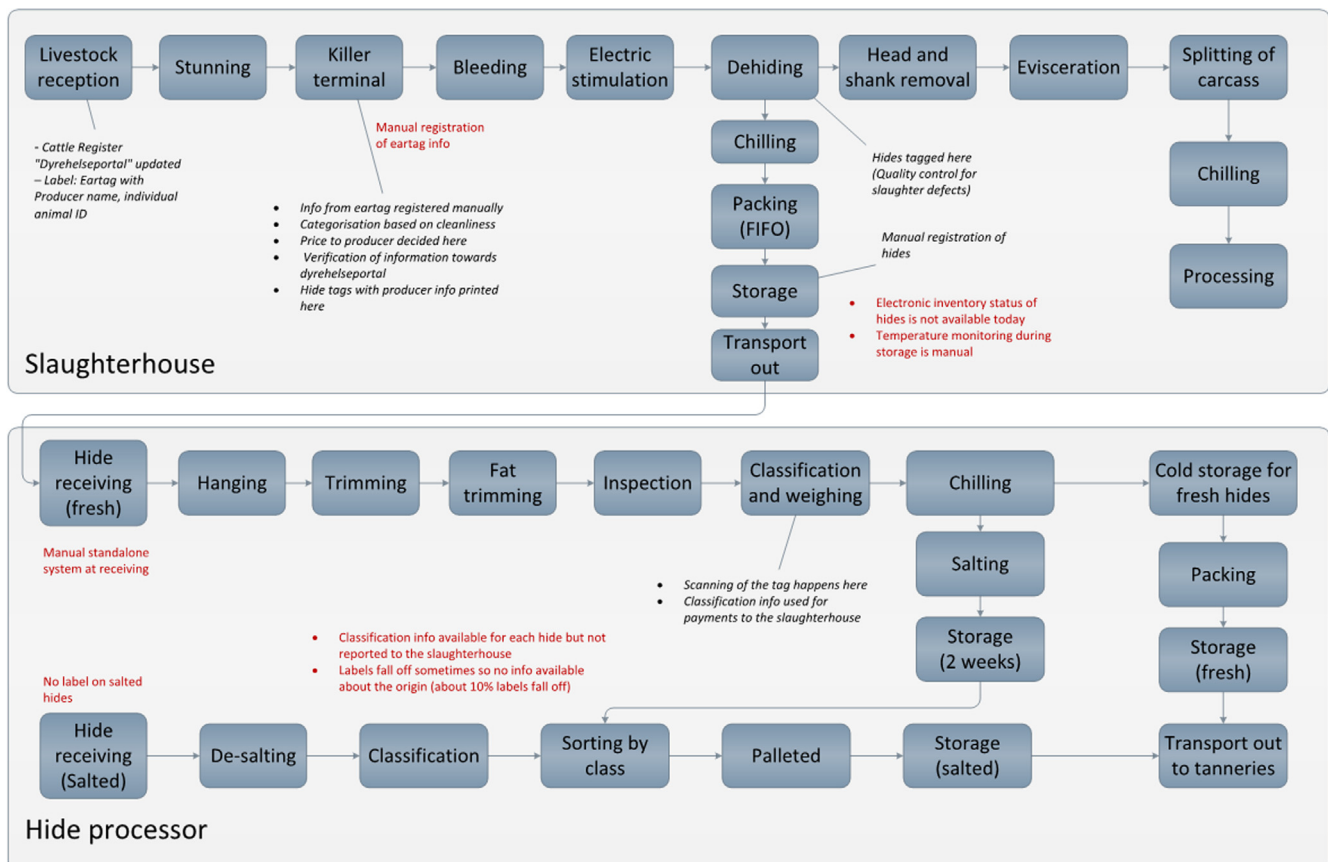 Livestock
reception
Stunning
Killer
terminal
Bleeding
Electric
stimulation
Dehiding
Head and
shank removal
Evisceration
Splitting of
carcass
- Cattle Register
"Dyrehelseportal" updated
– Label: Eartag with
Producer name, individual
animal ID
Manual registration
of eartag info
• Info from eartag registered manually
• Categorisation based on cleanliness
• Price to producer decided here
• Verification of information towards
dyrehelseportal
• Hide tags with producer info printed
here
Chilling
Packing
(FIFO)
Storage
Transport
out
Hides tagged here
(Quality control for
slaughter defects)
Manual registration of
hides
• Electronic inventory status of
hides is not available today
• Temperature monitoring during
storage is manual
Chilling
Processing
Slaughterhouse
Hide
receiving
(fresh)
Hanging
Trimming
Fat
trimming
Inspection
Classification
and weighing
Chilling
Cold storage for
fresh hides
Manual standalone
system at receiving
• Scanning of the tag happens here
• Classification info used for
payments to the slaughterhouse
Salting
Storage
(2 weeks)
Packing
Storage
(fresh)
• Classification info available for each hide but not
reported to the slaughterhouse
• Labels fall off sometimes so no info available
about the origin (about 10% labels fall off)
No label on salted
hides
Hide
receiving
(Salted)
De-salting
Classification
Sorting by
class
Palleted
Storage
(salted)
Transport out
to tanneries
Hide processor